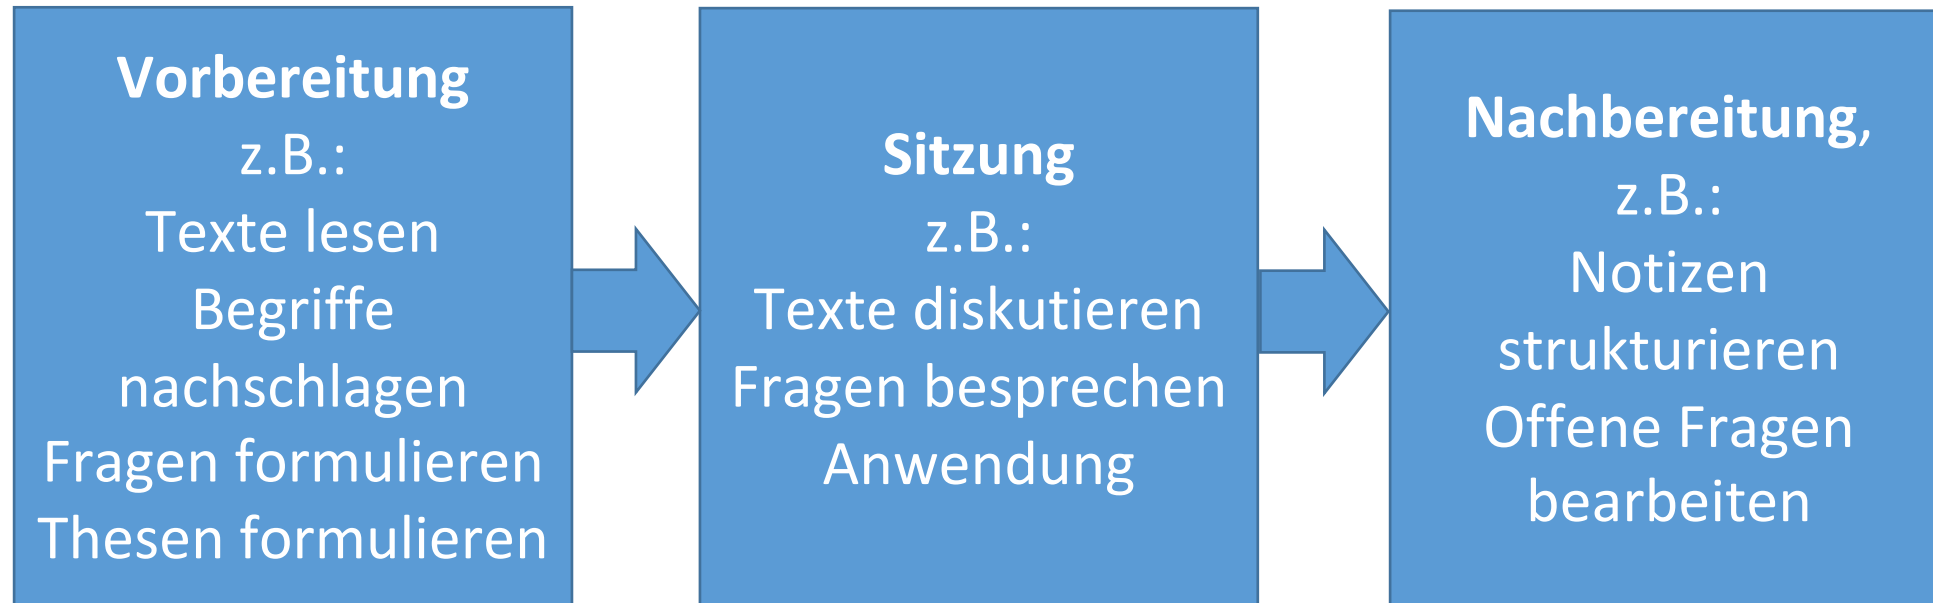 Vorbereitung
z.B.:
Texte lesen
Begriffe
nachschlagen
Fragen formulieren
Thesen formulieren
Sitzung
z.B.:
Texte diskutieren
Fragen besprechen
Anwendung
Nachbereitung,
z.B.:
Notizen
strukturieren
Offene Fragen
bearbeiten